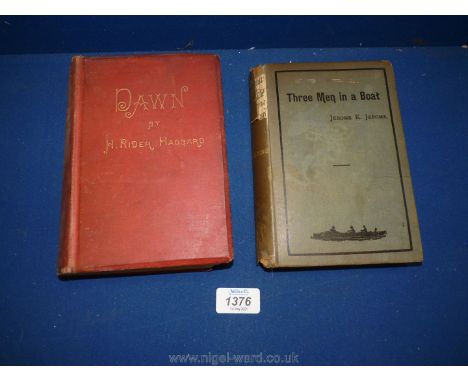 DAWN
BY
H. RIDER HAGGARD
Three Men in a Boat
JEROME K. JEROME.
1376
www.nigel-ward.co.uk